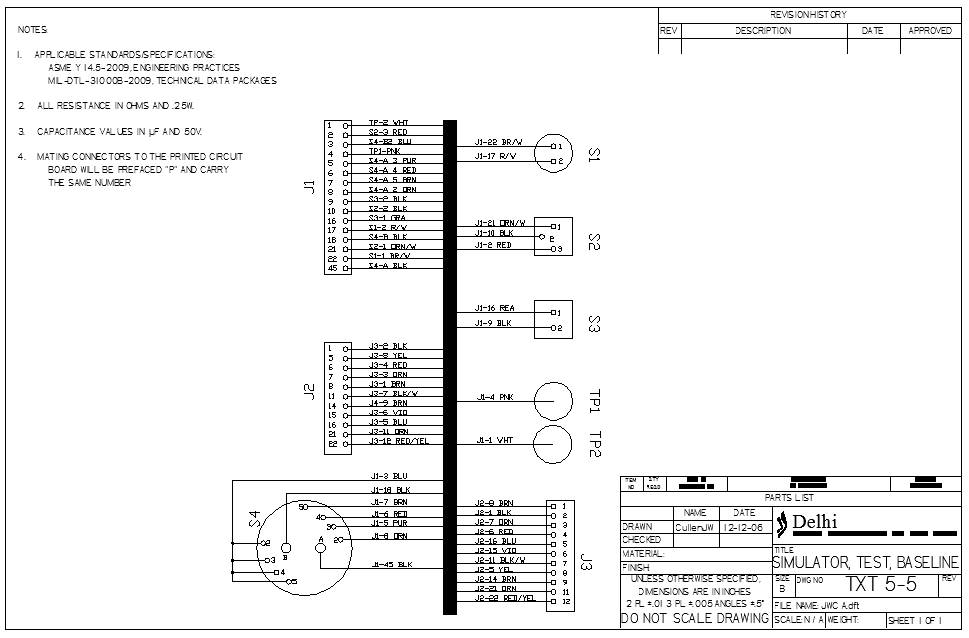 NOTES:
1. APPLICABLE STANDARDS/SPECIFICATIONS:
ASME Y14.5-2009, ENGINEERING PRACTICES
MIL-DTL-31000B-2009, TECHNICAL DATA PACKAGES
2. ALL RESISTANCE IN OHMS AND .25W.
3. CAPACITANCE VALUES IN µF AND 50V.
4. MATING CONNECTORS TO THE PRINTED CIRCUIT
BOARD WILL BE PREFACED "P" AND CARRY
THE SAME NUMBER
REVISION HISTORY
REV DESCRIPTION DATE APPROVED
J1
1 TP-2 WHT
2 S2-3 RED
3 S4-B2 BLU
4 TP1-PNK
5 S4-A 3 PUR
6 S4-A 4 RED
7 S4-A 5 BRN
8 S4-A 2 ORN
9 S3-2 BLK
10 S2-2 BLK
16 S3-1 GRA
17 S1-2 R/V
18 S4-B BLK
21 S2-1 ORN/W
22 S1-1 BR/W
45 S4-A BLK
J1-22 BR/W 1
J1-17 R/V 2
S1
J1-21 ORN/W 1
J1-10 BLK 2
J1-2 RED 3
S2
J1-16 REA 1
J1-9 BLK 2
S3
J2
1 J3-2 BLK
5 J3-8 YEL
6 J3-4 RED
7 J3-3 ORN
8 J3-1 BRN
11 J3-7 BLK/W
14 J4-9 BRN
15 J3-6 VIO
16 J3-5 BLU
21 J3-11 ORN
22 J3-12 RED/YEL
J1-4 PNK
TP1
J1-1 WHT
TP2
S4
J1-3 BLU
J1-18 BLK
J1-7 BRN
J1-6 RED
J1-5 PUR
J1-8 ORN
J1-45 BLK
5
4
3
2
A
B
2
3
4
5
J2-8 BRN 1
J2-1 BLK 2
J2-7 ORN 3
J2-6 RED 4
J2-16 BLU 5
J2-15 VIO 6
J2-11 BLK/W 7
J2-5 YEL 8
J2-14 BRN 9
J2-21 ORN 11
J2-22 RED/YEL 12
J3
ITEM NO QTY REQD
PARTS LIST
NAME DATE
DRAWN CullenJW 12-12-06
CHECKED
MATERIAL:
FINISH
Delhi
TITLE
SIMULATOR, TEST, BASELINE
UNLESS OTHERWISE SPECIFIED,
DIMENSIONS ARE IN INCHES
2 PL ±.01 3 PL ±.005 ANGLES ±.5°
DO NOT SCALE DRAWING
SIZE B DWG NO TXT 5-5 REV
FILE NAME: JWC A.dft
SCALE: N / A WEIGHT: SHEET 1 OF 1